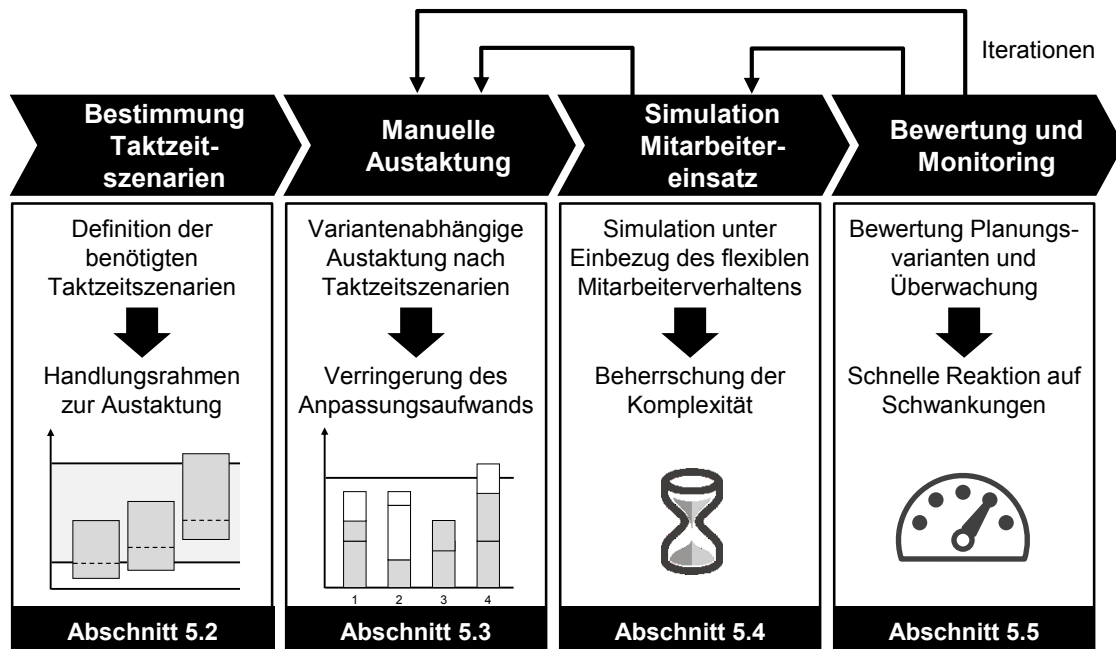 Iterationen
Bestimmung
Taktzeit-
szenarien
Manuelle
Austaktung
Simulation
Mitarbeiter-
einsatz
Bewertung und
Monitoring
Definition der
benötigten
Taktzeitszenarien
Handlungsrahmen
zur Austaktung
Variantenabhängige
Austaktung nach
Taktzeitszenarien
Verringerung des
Anpassungsaufwands
1 2 3 4
Simulation unter
Einbezug des flexiblen
Mitarbeiterverhaltens
Beherrschung der
Komplexität
Bewertung Planungs-
varianten und
Überwachung
Schnelle Reaktion auf
Schwankungen
Abschnitt 5.2
Abschnitt 5.3
Abschnitt 5.4
Abschnitt 5.5